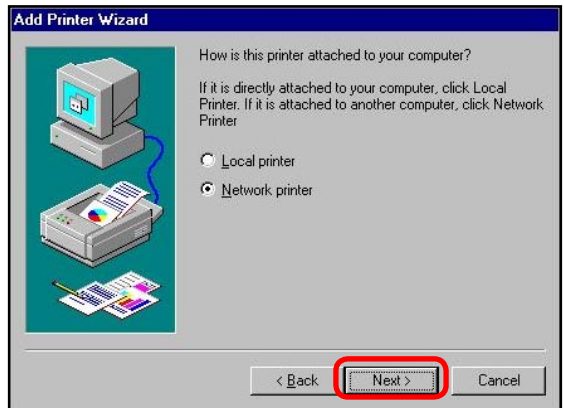 Add Printer Wizard
How is this printer attached to your computer?
If it is directly attached to your computer, click Local
Printer. If it is attached to another computer, click Network
Printer
Local printer
Network printer
< Back
Next >
Cancel